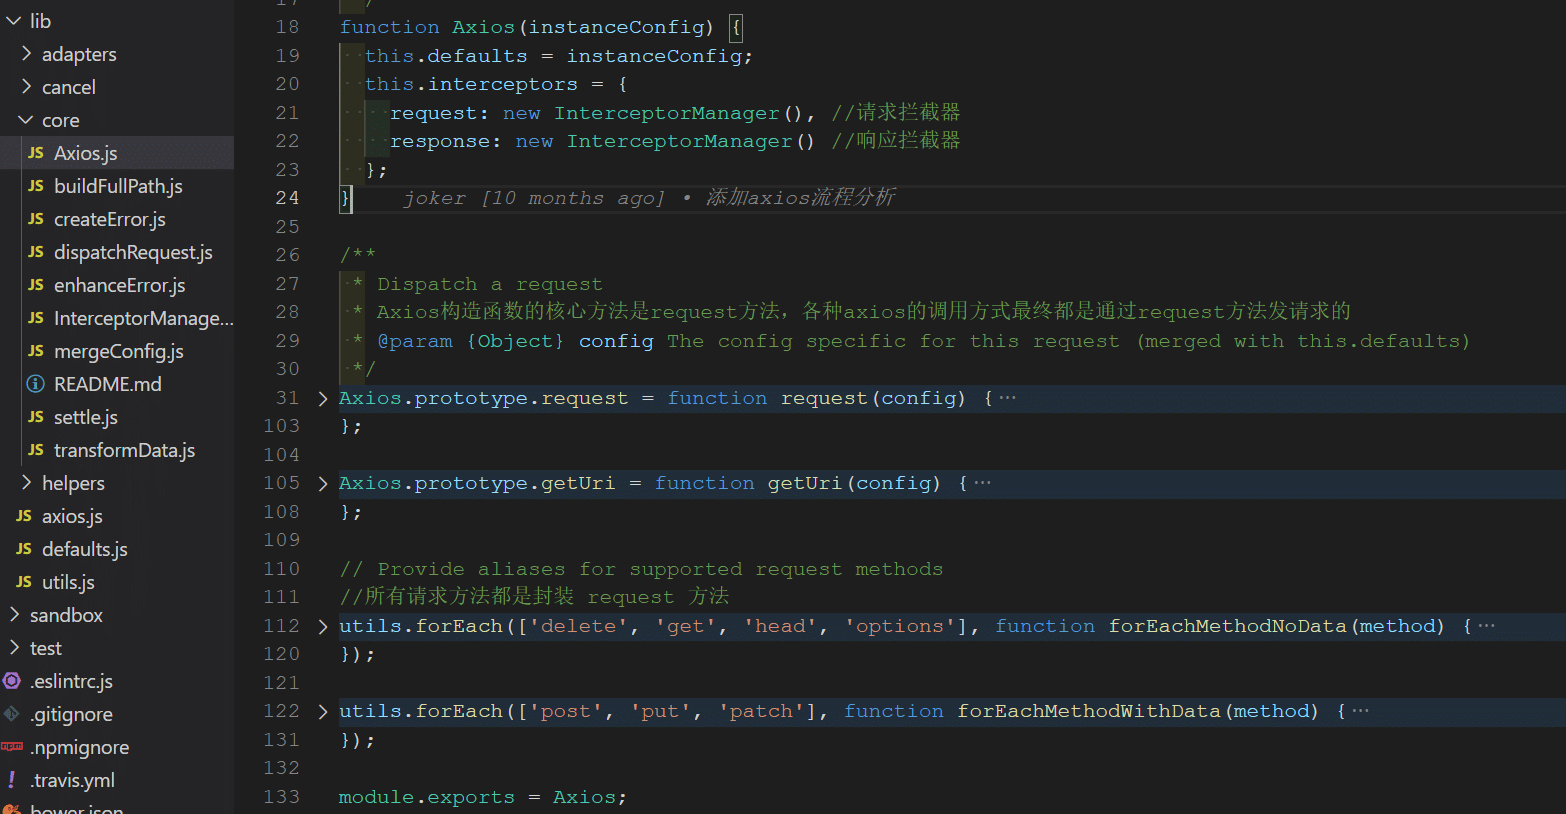 lib
adapters
cancel
core
JS Axios.js
JS buildFullPath.js
JS createError.js
JS dispatchRequest.js
JS enhanceError.js
JS InterceptorManage...
JS mergeConfig.js
README.md
JS settle.js
JS transformData.js
helpers
JS axios.js
JS defaults.js
JS utils.js
sandbox
test
.eslintrc.js
.gitignore
npm .npmignore
! .travis.yml
bower.json
17 */
18 function Axios(instanceConfig) {
19 this.defaults = instanceConfig;
20 this.interceptors = {
21 request: new InterceptorManager(), //请求拦截器
22 response: new InterceptorManager() //响应拦截器
23 };
24 } joker [10 months ago] • 添加axios流程分析
25
26 /**
27 * Dispatch a request
28 * Axios构造函数的核心方法是request方法，各种axios的调用方式最终都是通过request方法发请求的
29 * @param {Object} config The config specific for this request (merged with this.defaults)
30 */
31 Axios.prototype.request = function request(config) {···
103 };
104
105 Axios.prototype.getUri = function getUri(config) {···
108 };
109
110 // Provide aliases for supported request methods
111 //所有请求方法都是封装 request 方法
112 utils.forEach(['delete', 'get', 'head', 'options'], function forEachMethodNoData(method) {···
120 });
121
122 utils.forEach(['post', 'put', 'patch'], function forEachMethodWithData(method) {···
131 });
132
133 module.exports = Axios;